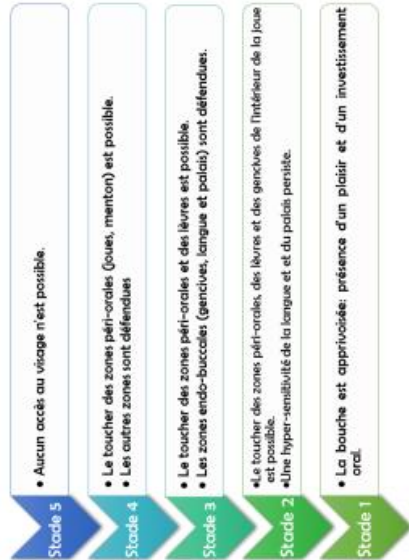 Stade 5
• Aucun accès au visage n'est possible.
Stade 4
• Le toucher des zones péri-orales (joues, menton) est possible.
• Les autres zones sont défendues
Stade 3
• Le toucher des zones péri-orales et des lèvres est possible.
• Les zones endo-buccales (gencives, langue et palais) sont défendues.
Stade 2
•Le toucher des zones péri-orales, des lèvres et des gencives de l'intérieur de la joue
est possible.
•Une hyper-sensitivité de la langue et et du palais persiste.
Stade 1
• La bouche est apprivoisée: présence d'un plaisir et d'un investissement
oral.